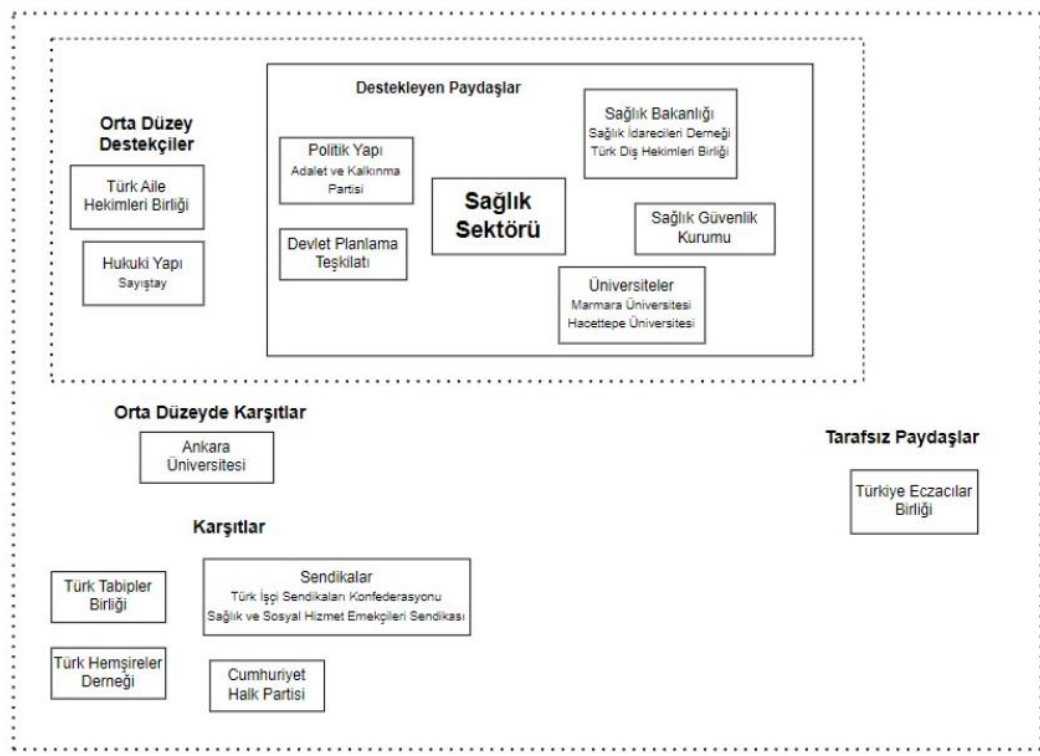 Destekleyen Paydaşlar
Sağlık Bakanlığı
Sağlık İdarecileri Derneği
Türk Diş Hekimleri Birliği
Orta Düzey
Destekçiler
Politik Yapı
Adalet ve Kalkınma
Partisi
Türk Aile
Hekimleri Birliği
Sağlık
Sektörü
Sağlık Güvenlik
Kurumu
Devlet Planlama
Teşkilatı
Hukuki Yapı
Sayıştay
Üniversiteler
Marmara Üniversitesi
Hacettepe Üniversitesi
Orta Düzeyde Karşıtlar
Ankara
Üniversitesi
Tarafsız Paydaşlar
Türkiye Eczacılar
Birliği
Karşıtlar
Türk Tabipler
Birliği
Sendikalar
Türk İşçi Sendikaları Konfederasyonu
Sağlık ve Sosyal Hizmet Emekçileri Sendikası
Türk Hemşireler
Derneği
Cumhuriyet
Halk Partisi